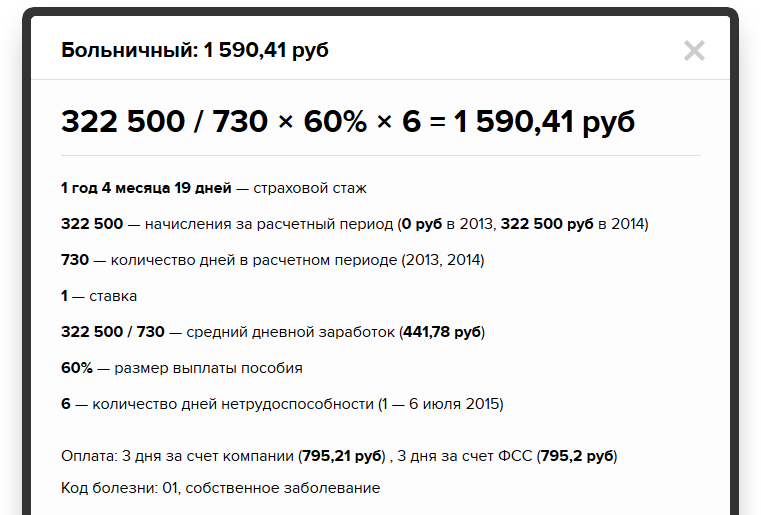 Больничный: 1 590,41 руб
322 500 / 730 × 60% × 6 = 1 590,41 руб
1 год 4 месяца 19 дней — страховой стаж
322 500 — начисления за расчетный период (0 руб в 2013, 322 500 руб в 2014)
730 — количество дней в расчетном периоде (2013, 2014)
1 — ставка
322 500 / 730 — средний дневной заработок (441,78 руб)
60% — размер выплаты пособия
6 — количество дней нетрудоспособности (1 — 6 июля 2015)
Оплата: 3 дня за счет компании (795,21 руб) , 3 дня за счет ФСС (795,2 руб)
Код болезни: 01, собственное заболевание